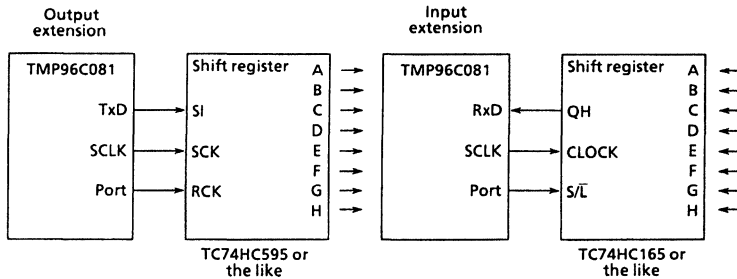 Output
extension
TMP96C081
TxD
SCLK
Port
Shift register
SI
SCK
RCK
A
B
C
D
E
F
G
H
TC74HC595 or
the like
Input
extension
TMP96C081
RxD
SCLK
Port
Shift register
QH
CLOCK
S/L̅
A
B
C
D
E
F
G
H
TC74HC165 or
the like